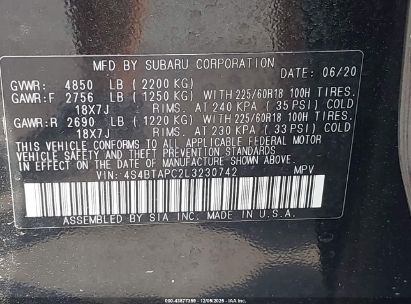 MFD BY SUBARU CORPORATION
DATE: 06/20
GVWR: 4850 LB (2200 KG)
GAWR:F 2756 LB (1250 KG) WITH 225/60R18 100H TIRES.
18X7J RIMS. AT 240 KPA (35 PSI) COLD
GAWR:R 2690 LB (1220 KG) WITH 225/60R18 100H TIRES.
18X7J RIMS. AT 230 KPA (33 PSI) COLD
THIS VEHICLE CONFORMS TO ALL APPLICABLE FEDERAL MOTOR
VEHICLE SAFETY, BUMPER, AND THEFT PREVENTION STANDARDS
IN EFFECT ON THE DATE OF MANUFACTURE SHOWN ABOVE.
VIN: 4S4BTAPC2L3230742 MPV
ASSEMBLED BY SIA INC. MADE IN U.S.A